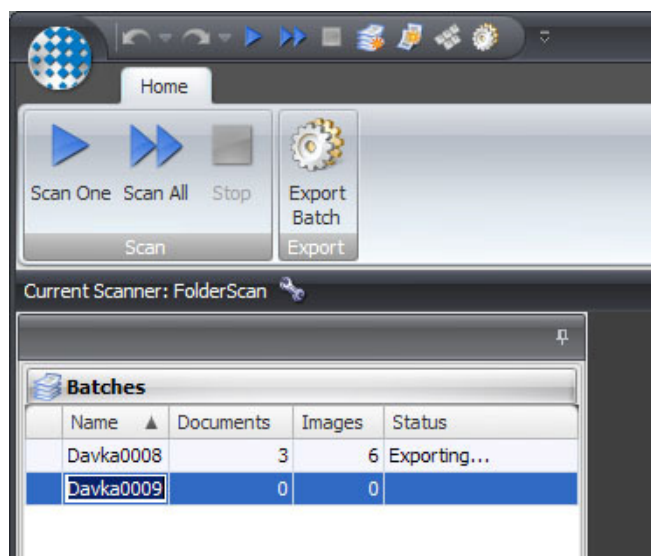 Home
Scan One Scan All Stop Export Batch
Scan Export
Current Scanner: FolderScan
Batches
Name Documents Images Status
Davka0008 3 6 Exporting...
Davka0009 0 0